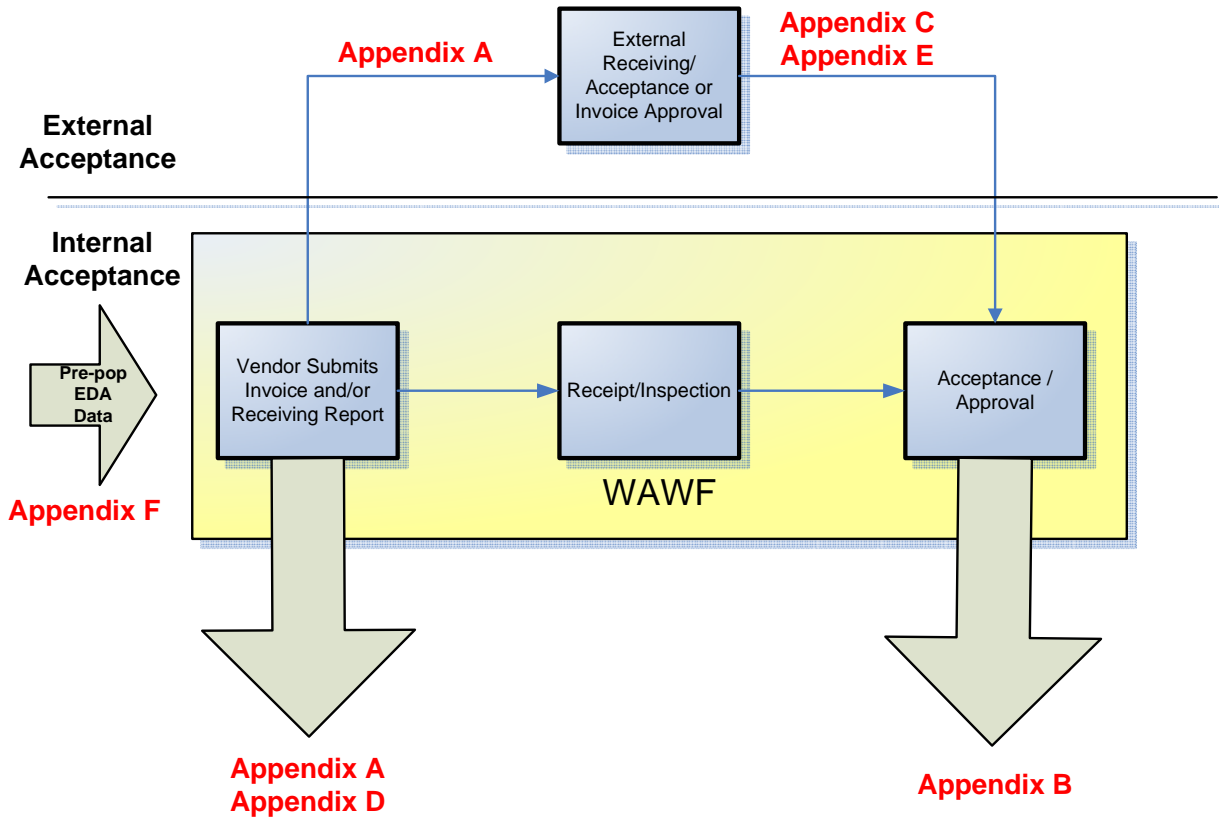 Appendix A
External
Receiving/
Acceptance or
Invoice Approval
Appendix C
Appendix E
External
Acceptance
Internal
Acceptance
Pre-pop
EDA
Data
Appendix F
Vendor Submits
Invoice and/or
Receiving Report
Receipt/Inspection
Acceptance /
Approval
WAWF
Appendix A
Appendix D
Appendix B